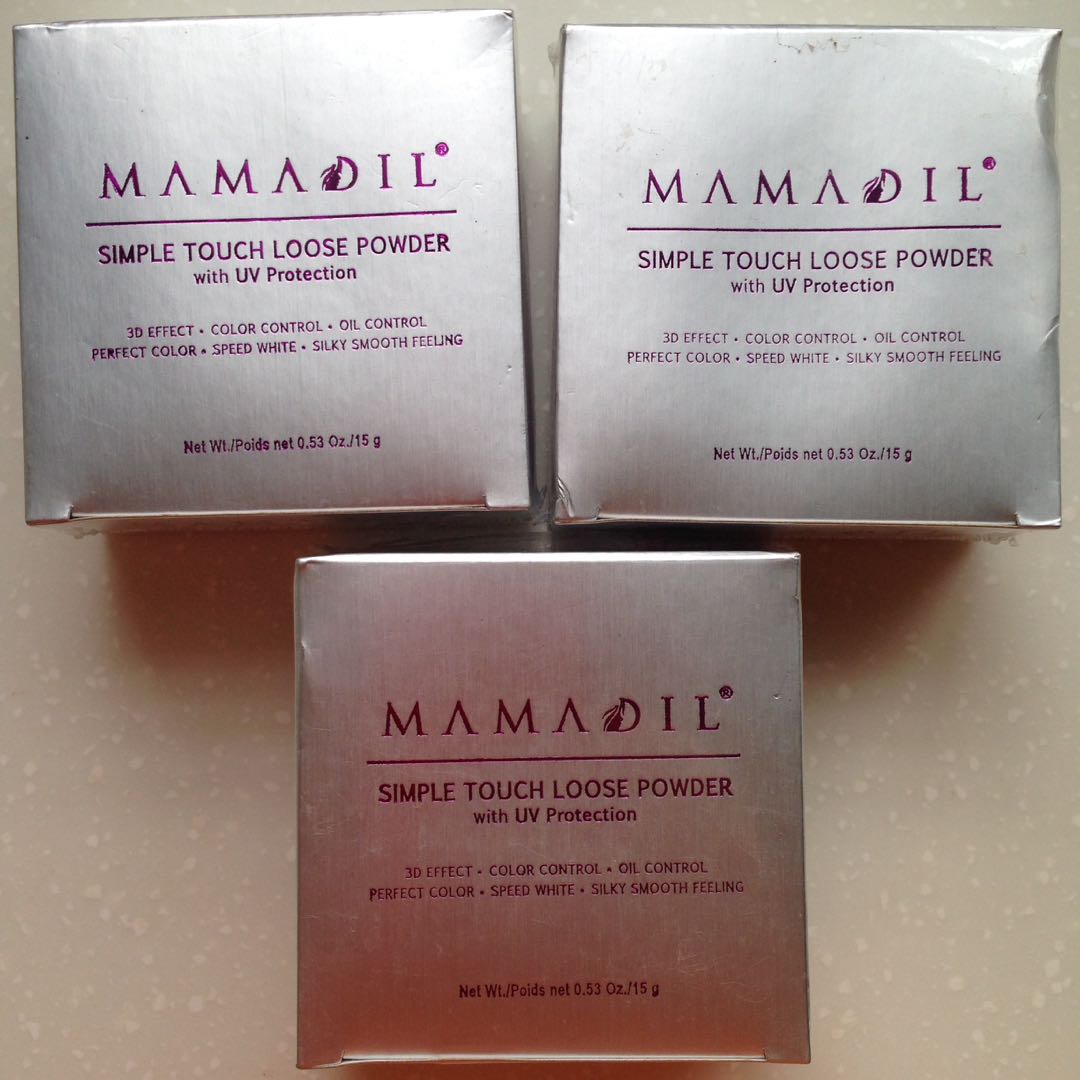 MAMADIL®
SIMPLE TOUCH LOOSE POWDER
with UV Protection
3D EFFECT • COLOR CONTROL • OIL CONTROL
PERFECT COLOR • SPEED WHITE • SILKY SMOOTH FEELING
Net Wt./Poids net 0.53 Oz./15 g
MAMADIL®
SIMPLE TOUCH LOOSE POWDER
with UV Protection
3D EFFECT • COLOR CONTROL • OIL CONTROL
PERFECT COLOR • SPEED WHITE • SILKY SMOOTH FEELING
Net Wt./Poids net 0.53 Oz./15 g
MAMADIL®
SIMPLE TOUCH LOOSE POWDER
with UV Protection
3D EFFECT • COLOR CONTROL • OIL CONTROL
PERFECT COLOR • SPEED WHITE • SILKY SMOOTH FEELING
Net Wt./Poids net 0.53 Oz./15 g